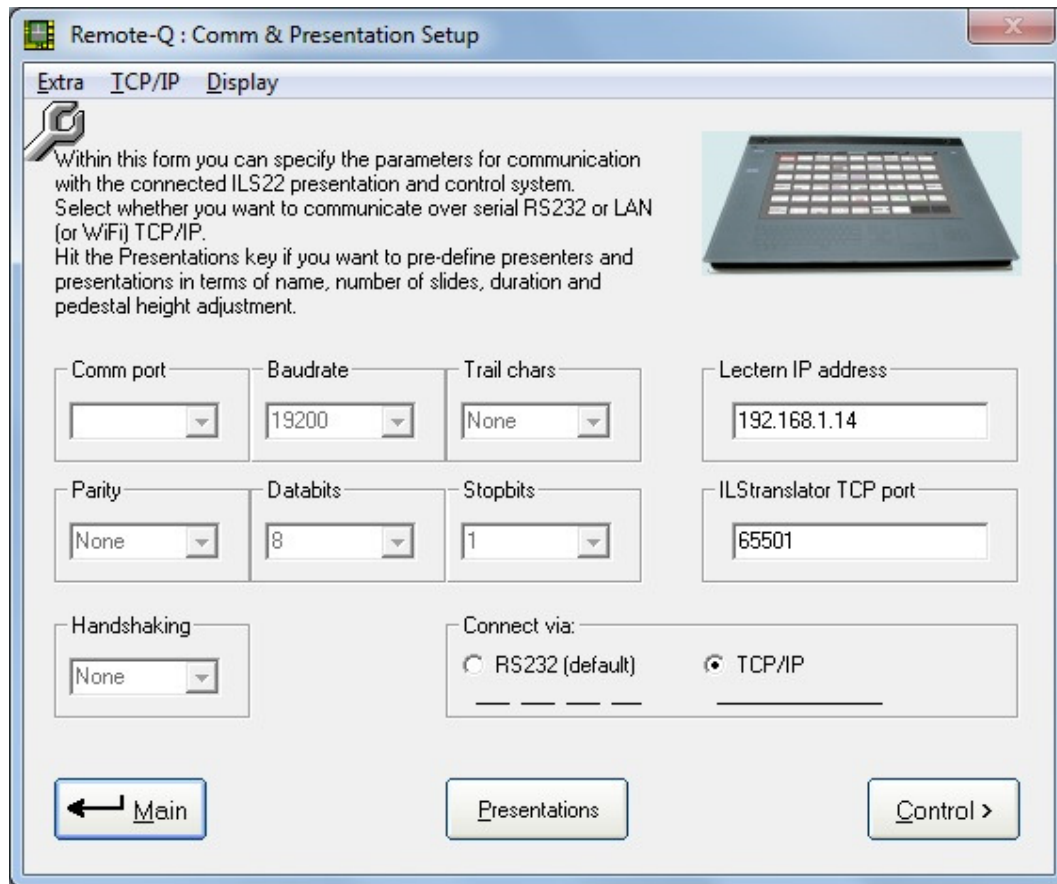 Remote-Q : Comm & Presentation Setup
Extra TCP/IP Display
Within this form you can specify the parameters for communication
with the connected ILS22 presentation and control system.
Select whether you want to communicate over serial RS232 or LAN
(or WiFi) TCP/IP.
Hit the Presentations key if you want to pre-define presenters and
presentations in terms of name, number of slides, duration and
pedestal height adjustment.
Comm port Baudrate Trail chars Lectern IP address
19200 None 192.168.1.14
Parity Databits Stopbits ILStranslator TCP port
None 8 1 65501
Handshaking Connect via:
None RS232 (default) TCP/IP
Main Presentations Control >